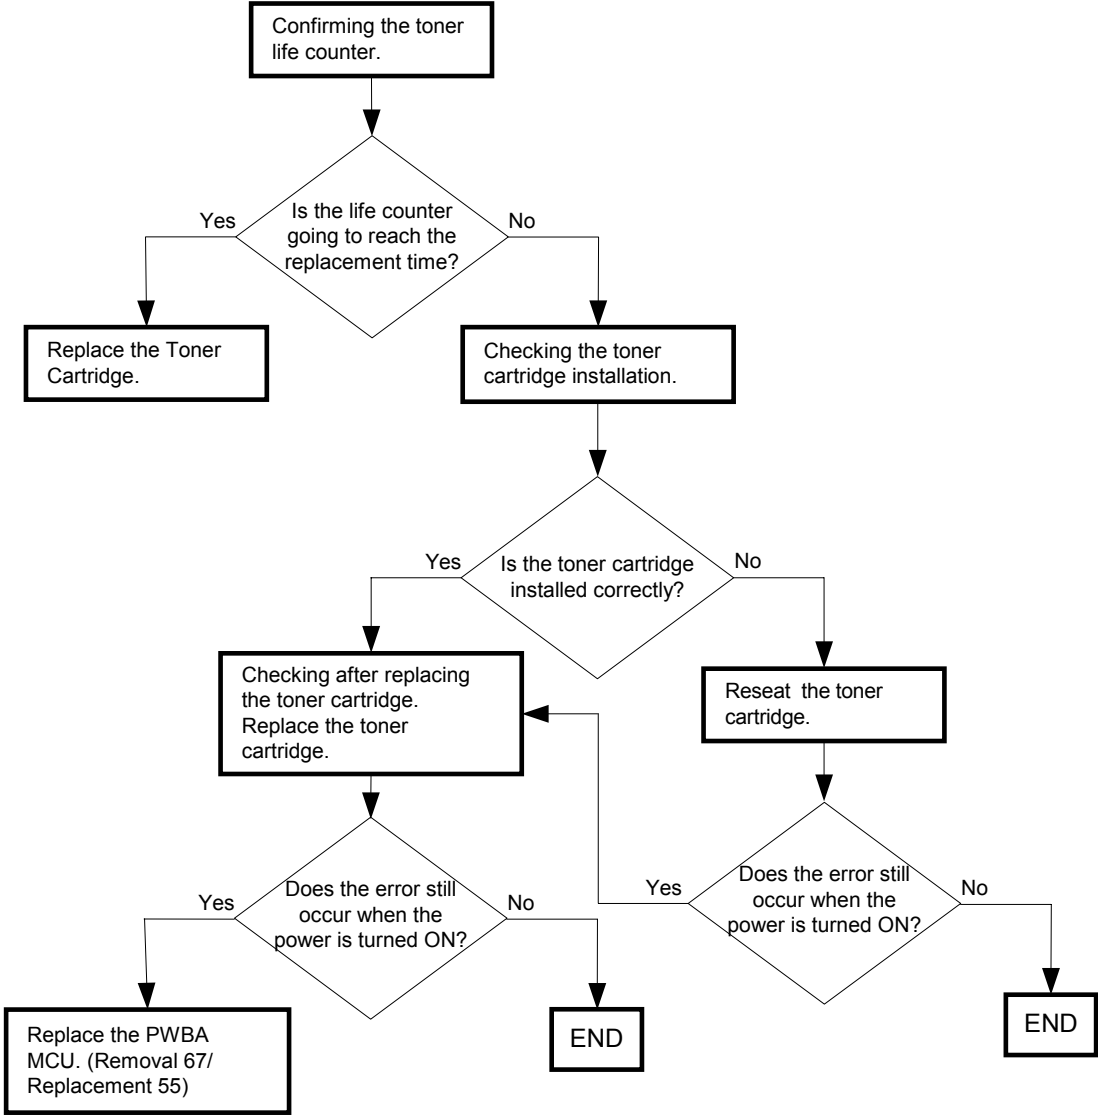 Confirming the toner
life counter.
Is the life counter
going to reach the
replacement time?
Yes
No
Replace the Toner
Cartridge.
Checking the toner
cartridge installation.
Is the toner cartridge
installed correctly?
Yes
No
Checking after replacing
the toner cartridge.
Replace the toner
cartridge.
Reseat the toner
cartridge.
Does the error still
occur when the
power is turned ON?
Yes
No
Does the error still
occur when the
power is turned ON?
Yes
No
Replace the PWBA
MCU. (Removal 67/
Replacement 55)
END
END